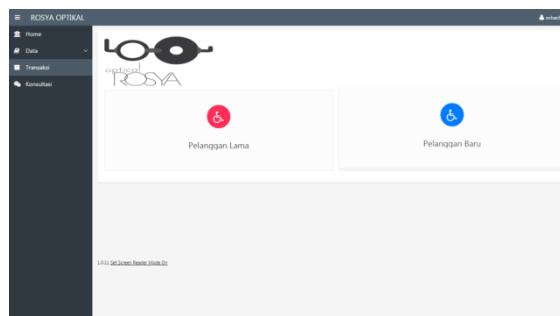 ROSYA OPTIKAL
Home
Data
Transaksi
Konsultasi
optical
ROSYA
Pelanggan Lama
Pelanggan Baru
Set Screen Reader Mode On